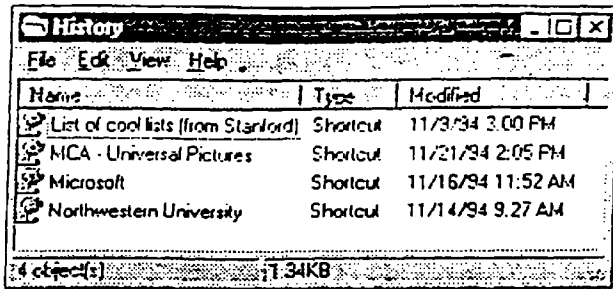 History
File Edit View Help
Name Type Modified
List of cool lists (from Stanford) Shortcut 11/9/94 3:00 PM
MCA - Universal Pictures Shortcut 11/21/94 2:05 PM
Microsoft Shortcut 11/16/94 11:52 AM
Northwestern University Shortcut 11/14/94 9:27 AM
4 object(s) 1.34KB